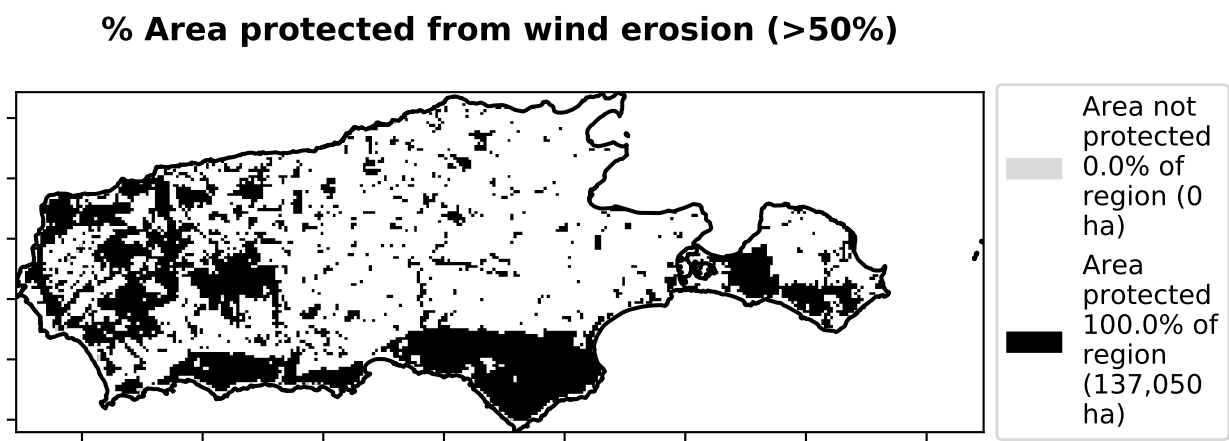 % Area protected from wind erosion (>50%)
Area not
protected
0.0% of
region (0
ha)
Area
protected
100.0% of
region
(137,050
ha)